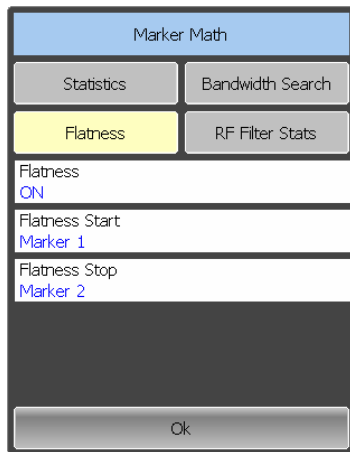 Marker Math
Statistics
Bandwidth Search
Flatness
RF Filter Stats
Flatness
ON
Flatness Start
Marker 1
Flatness Stop
Marker 2
Ok